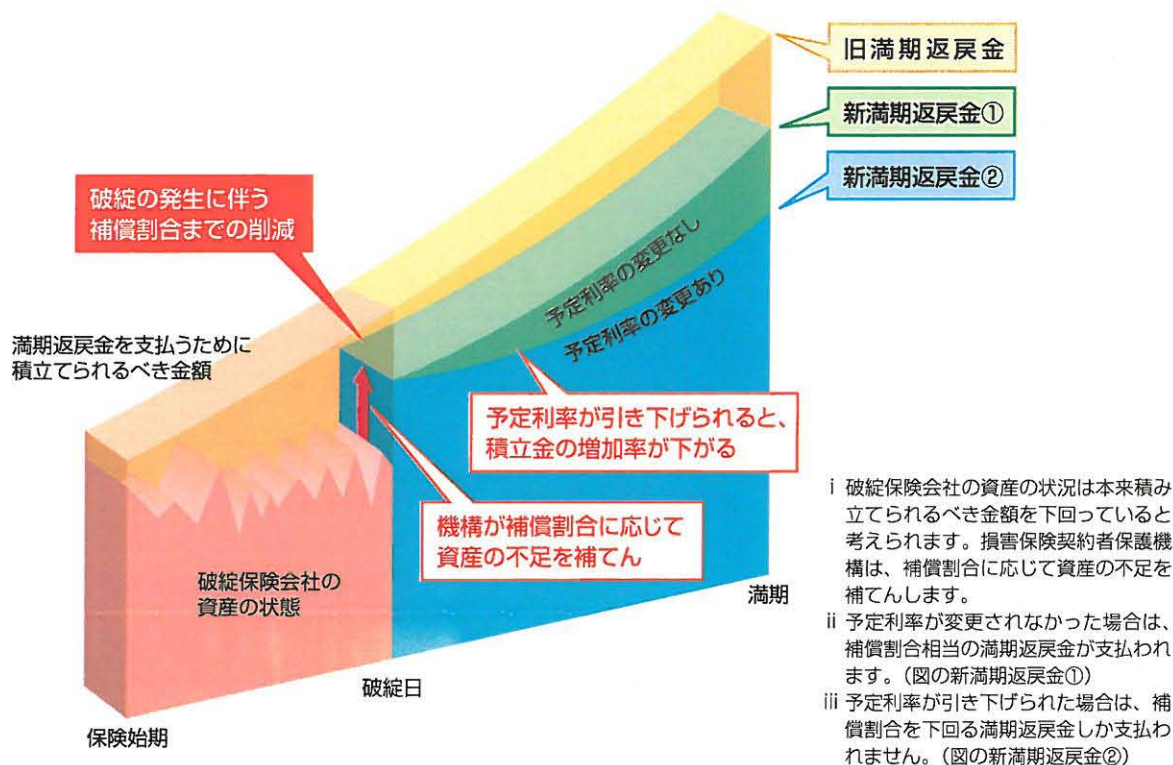 旧満期返戻金
新満期返戻金①
新満期返戻金②
破綻の発生に伴う
補償割合までの削減
予定利率の変更なし
予定利率の変更あり
満期返戻金を支払うために
積立てられるべき金額
予定利率が引き下げられると、
積立金の増加率が下がる
機構が補償割合に応じて
資産の不足を補てん
破綻保険会社の
資産の状態
満期
破綻日
保険始期
ⅰ 破綻保険会社の資産の状況は本来積み
立てられるべき金額を下回っていると
考えられます。損害保険契約者保護機
構は、補償割合に応じて資産の不足を
補てんします。
ⅱ 予定利率が変更されなかった場合は、
補償割合相当の満期返戻金が支払われ
ます。（図の新満期返戻金①）
ⅲ 予定利率が引き下げられた場合は、補
償割合を下回る満期返戻金しか支払わ
れません。（図の新満期返戻金②）